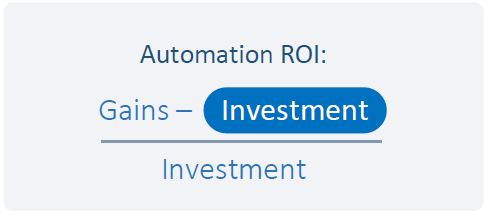 Automation ROI:
Gains – Investment
Investment